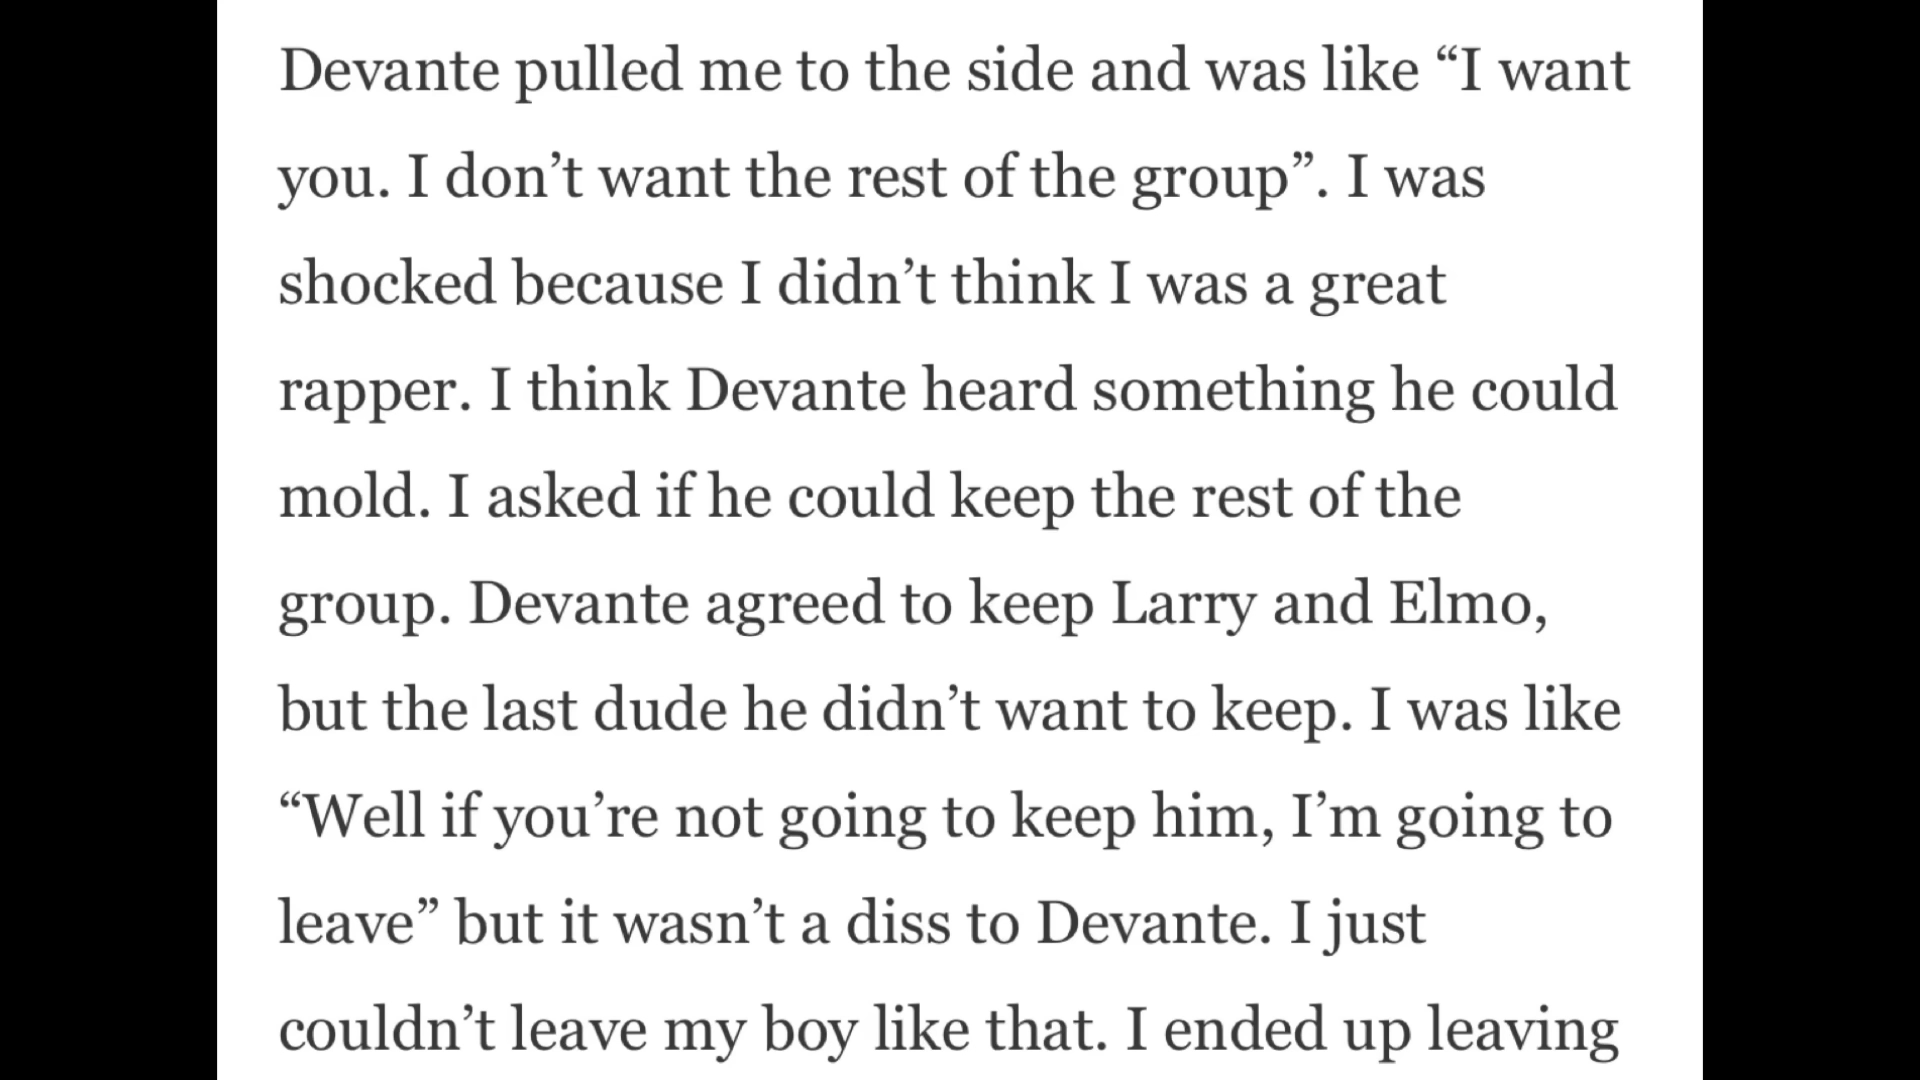 Devante pulled me to the side and was like “I want
you. I don’t want the rest of the group”. I was
shocked because I didn’t think I was a great
rapper. I think Devante heard something he could
mold. I asked if he could keep the rest of the
group. Devante agreed to keep Larry and Elmo,
but the last dude he didn’t want to keep. I was like
“Well if you’re not going to keep him, I’m going to
leave” but it wasn’t a diss to Devante. I just
couldn’t leave my boy like that. I ended up leaving